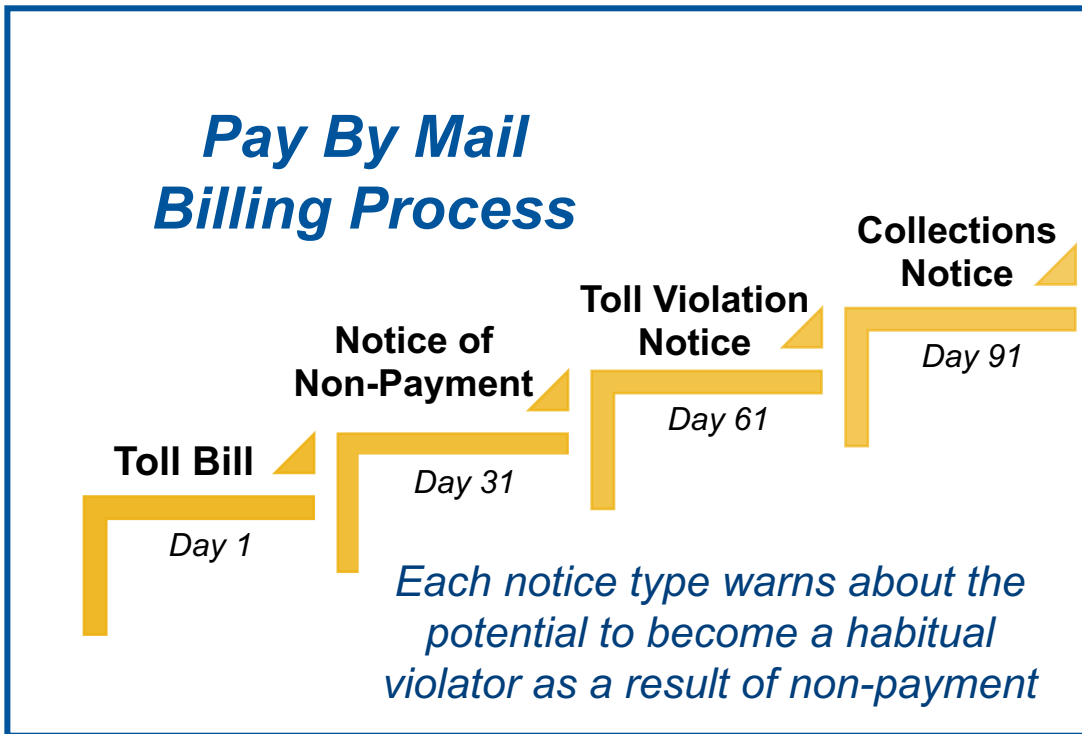 Pay By Mail
Billing Process
Toll Bill
Day 1
Notice of
Non-Payment
Day 31
Toll Violation
Notice
Day 61
Collections
Notice
Day 91
Each notice type warns about the
potential to become a habitual
violator as a result of non-payment